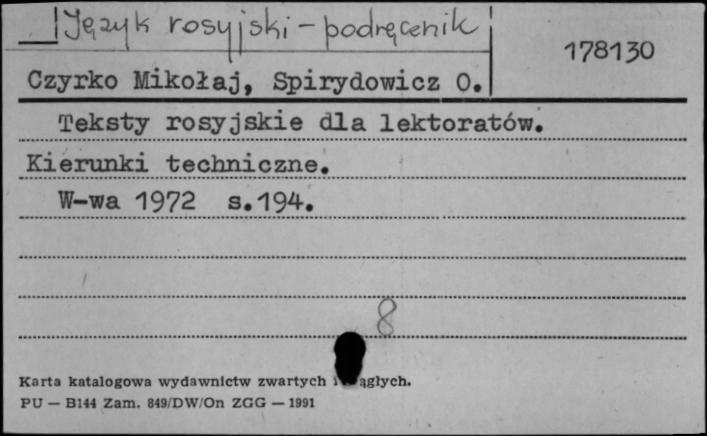 Język rosyjski - podręcznik
178130
Czyrko Mikołaj, Spirydowicz O.
Teksty rosyjskie dla lektoratów.
Kierunki techniczne.
W-wa 1972 s.194.
8
Karta katalogowa wydawnictw zwartych i ągłych.
PU — B144 Zam. 849/DW/On ZGG — 1991